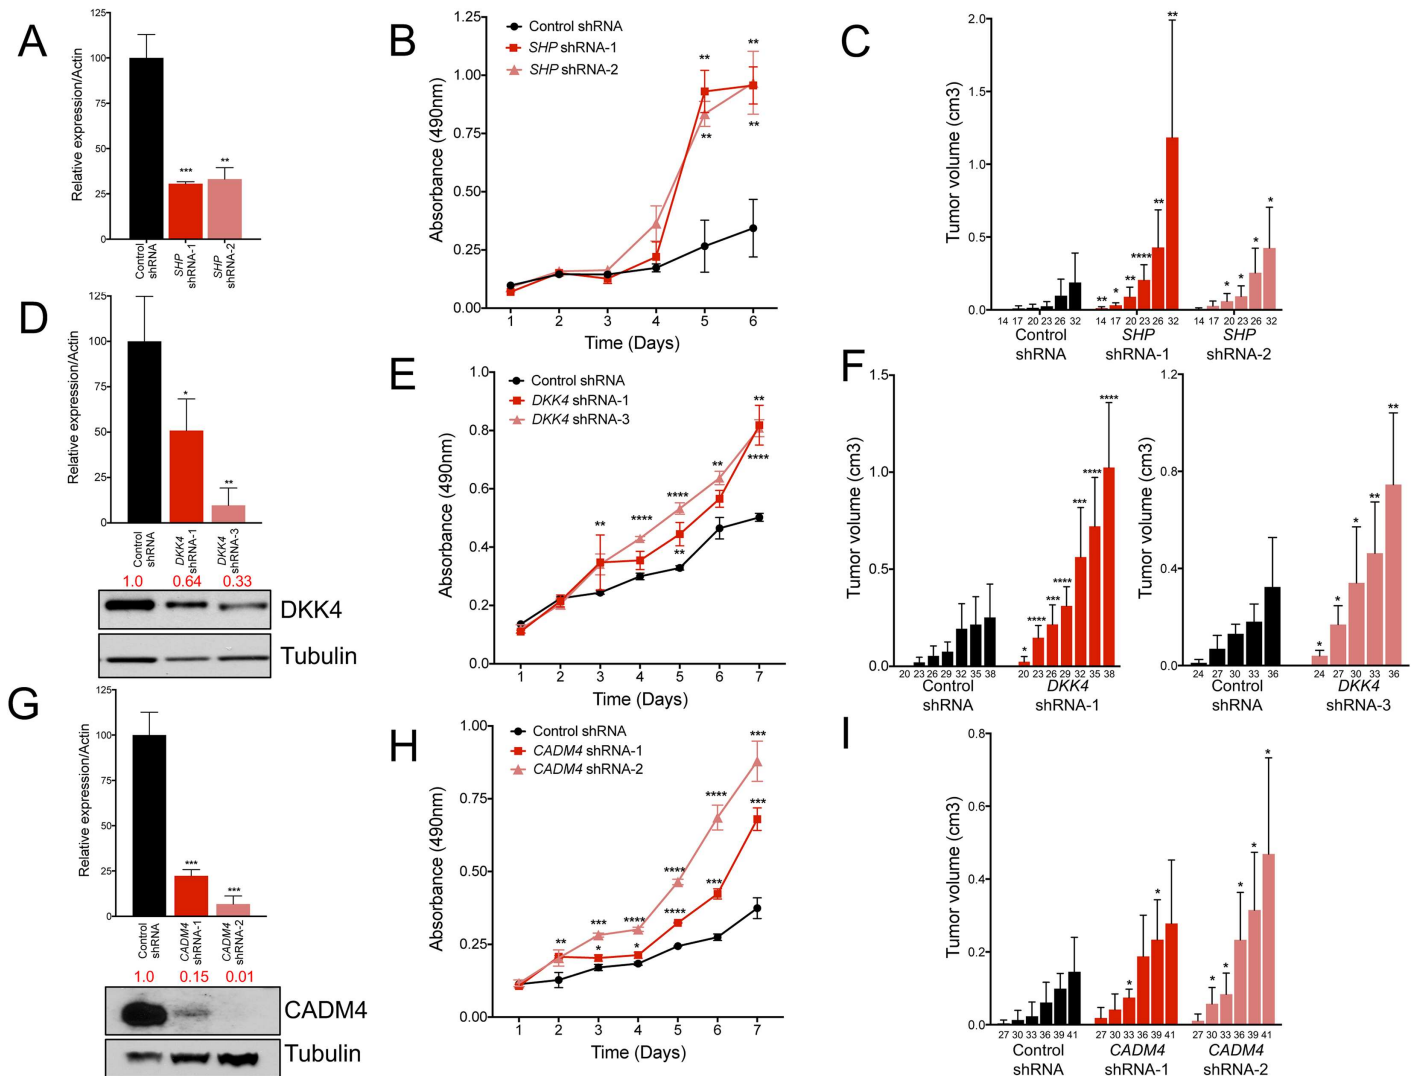 A
125
100
75
50
25
0
Relative expression/Actin
***
**
Control
shRNA
SHP
shRNA-1
SHP
shRNA-2
B
1.25
1.00
0.75
0.50
0.25
0.00
Absorbance (490nm)
Control shRNA
SHP shRNA-1
SHP shRNA-2
**
**
**
**
1 2 3 4 5 6
Time (Days)
C
2.0
1.5
1.0
0.5
0.0
Tumor volume (cm3)
** * ** **** ** **
* * * *
14 17 20 23 26 32 14 17 20 23 26 32 14 17 20 23 26 32
Control
shRNA
SHP
shRNA-1
SHP
shRNA-2
D
125
100
75
50
25
0
Relative expression/Actin
*
**
Control
shRNA
DKK4
shRNA-1
DKK4
shRNA-3
1.0 0.64 0.33
DKK4
Tubulin
E
1.0
0.8
0.6
0.4
0.2
0.0
Absorbance (490nm)
Control shRNA
DKK4 shRNA-1
DKK4 shRNA-3
** **** **** ** **
** ****
1 2 3 4 5 6 7
Time (Days)
F
1.5
1.0
0.5
0.0
Tumor volume (cm3)
* **** *** **** *** **** ****
20 23 26 29 32 35 38 20 23 26 29 32 35 38
Control
shRNA
DKK4
shRNA-1
1.2
0.8
0.4
0.0
Tumor volume (cm3)
* * * ** **
24 27 30 33 36 24 27 30 33 36
Control
shRNA
DKK4
shRNA-3
G
125
100
75
50
25
0
Relative expression/Actin
***
***
Control
shRNA
CADM4
shRNA-1
CADM4
shRNA-2
1.0 0.15 0.01
CADM4
Tubulin
H
1.00
0.75
0.50
0.25
0.00
Absorbance (490nm)
Control shRNA
CADM4 shRNA-1
CADM4 shRNA-2
** *** **** **** **** ***
* * **** *** ***
1 2 3 4 5 6 7
Time (Days)
I
0.8
0.6
0.4
0.2
0.0
Tumor volume (cm3)
* *
* * * * *
27 30 33 36 39 41 27 30 33 36 39 41 27 30 33 36 39 41
Control
shRNA
CADM4
shRNA-1
CADM4
shRNA-2